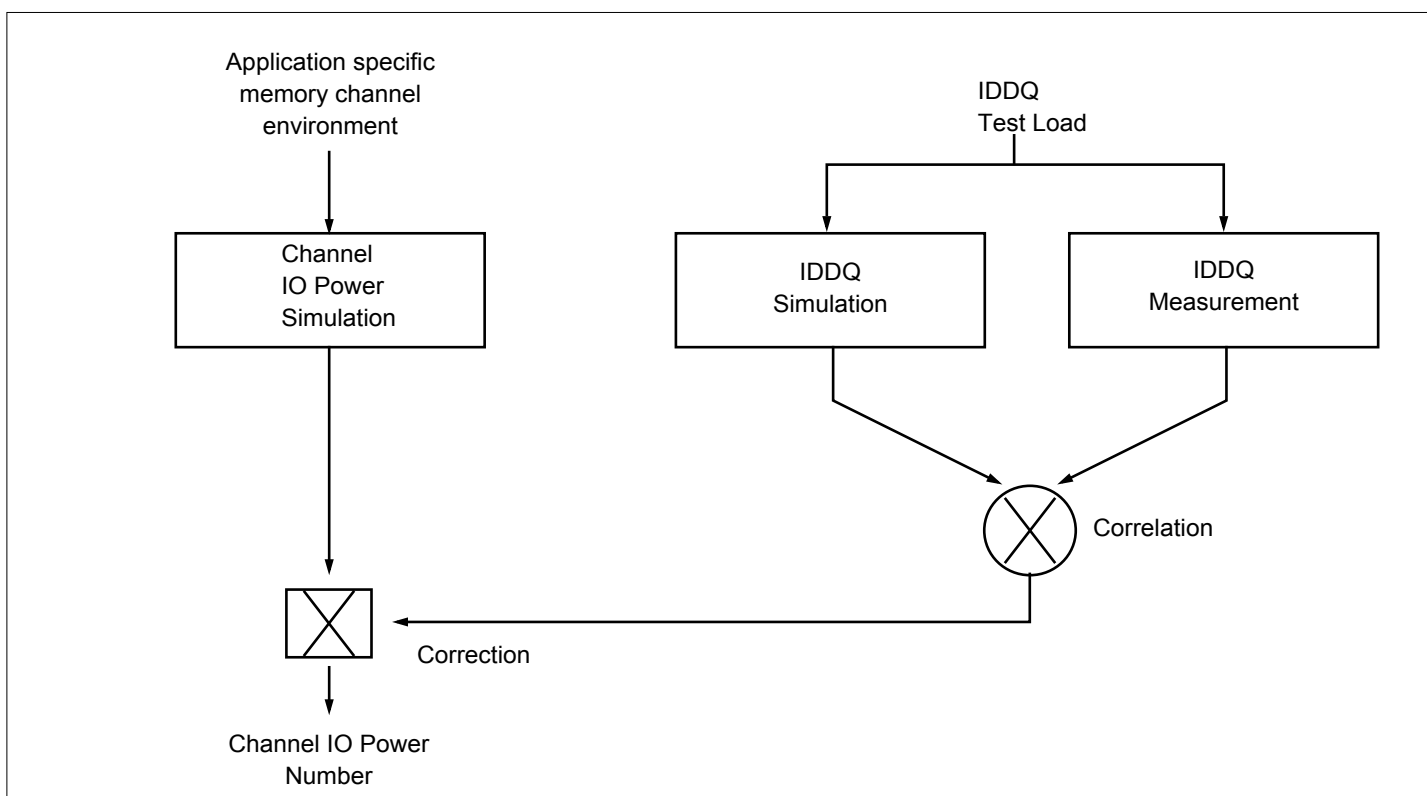 Application specific
memory channel
environment
IDDQ
Test Load
Channel
IO Power
Simulation
IDDQ
Simulation
IDDQ
Measurement
Correlation
Correction
Channel IO Power
Number